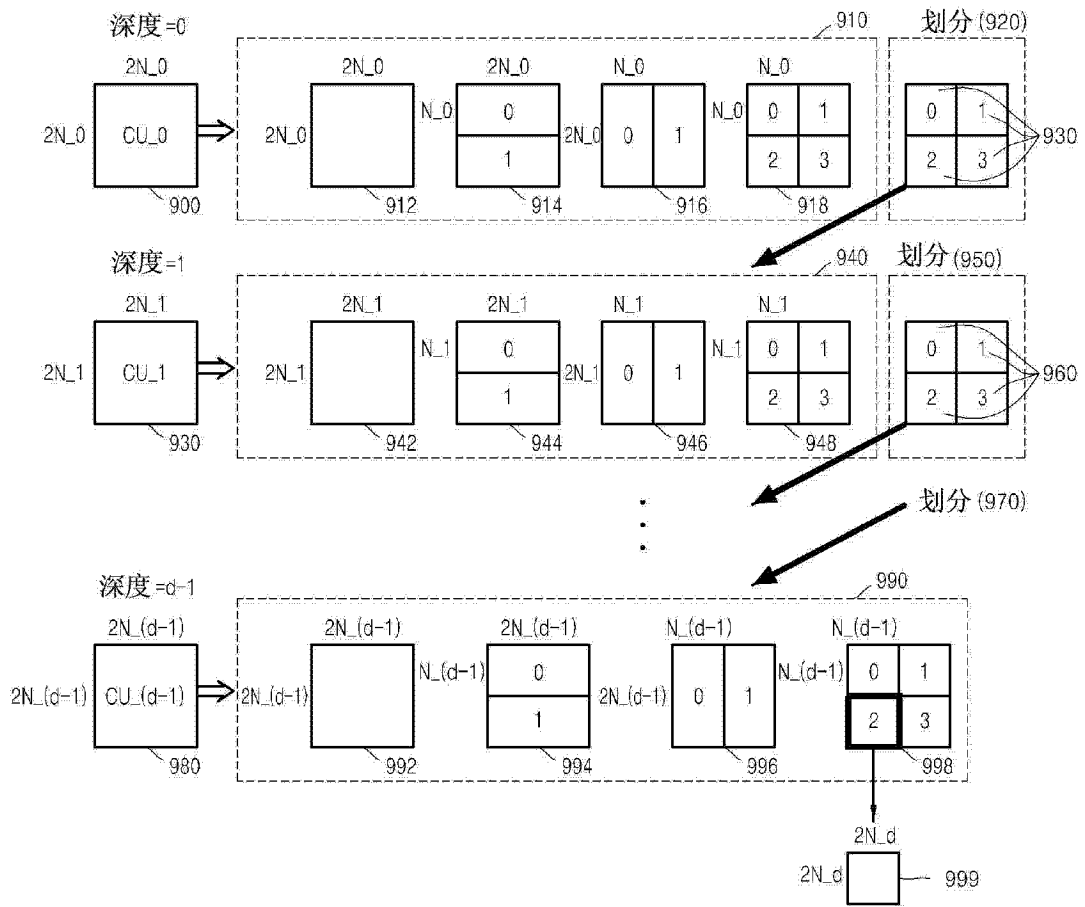 深度=0
910
划分(920)
2N_0
2N_0
2N_0
N_0
N_0
2N_0
CU_0
2N_0
N_0
0
1
2N_0
0
1
N_0
0
1
2
3
0
1
2
3
930
900
912
914
916
918
深度=1
940
划分(950)
2N_1
2N_1
2N_1
N_1
N_1
2N_1
CU_1
2N_1
N_1
0
1
2N_1
0
1
N_1
0
1
2
3
0
1
2
3
960
930
942
944
946
948
划分(970)
深度=d-1
990
2N_(d-1)
2N_(d-1)
2N_(d-1)
N_(d-1)
N_(d-1)
2N_(d-1)
CU_(d-1)
2N_(d-1)
N_(d-1)
0
1
2N_(d-1)
0
1
N_(d-1)
0
1
2
3
980
992
994
996
998
2N_d
2N_d
999